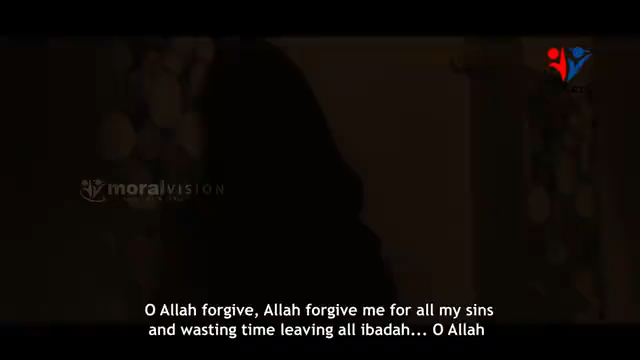 moralVISION
O Allah forgive, Allah forgive me for all my sins
and wasting time leaving all ibadah... O Allah